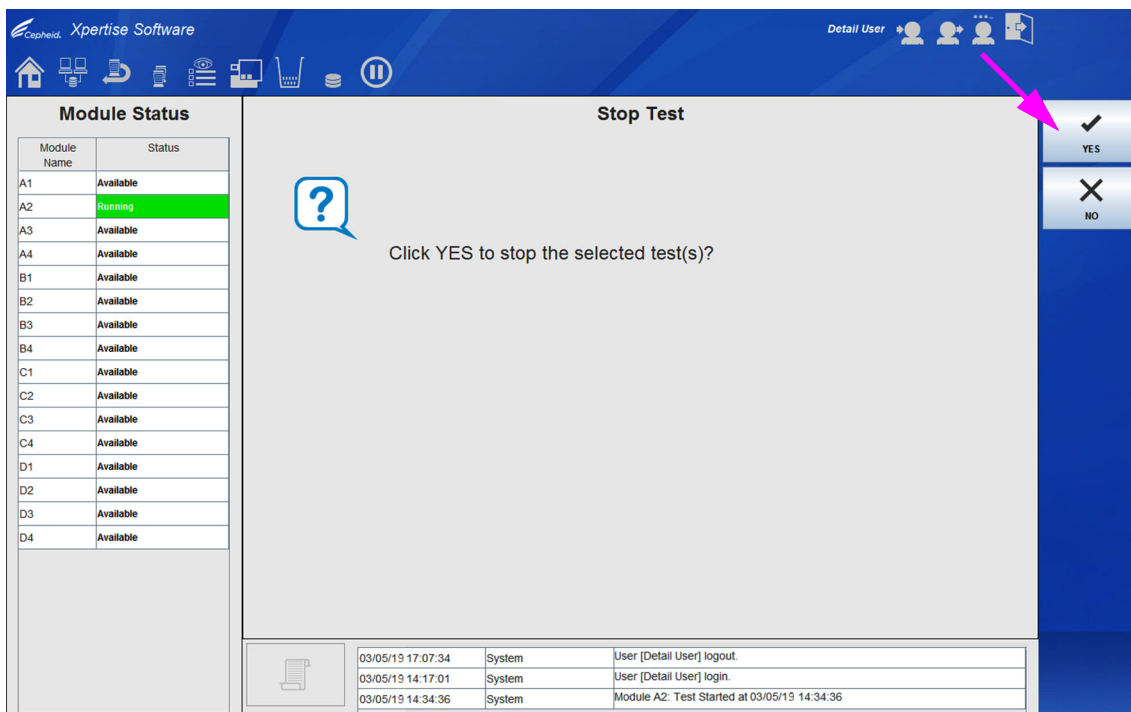 Cepheid. Xpertise Software
Detail User
Module Status
Module Name Status
A1 Available
A2 Running
A3 Available
A4 Available
B1 Available
B2 Available
B3 Available
B4 Available
C1 Available
C2 Available
C3 Available
C4 Available
D1 Available
D2 Available
D3 Available
D4 Available
Stop Test
?
Click YES to stop the selected test(s)?
YES
NO
03/05/19 17:07:34 System User [Detail User] logout.
03/05/19 14:17:01 System User [Detail User] login.
03/05/19 14:34:36 System Module A2: Test Started at 03/05/19 14:34:36